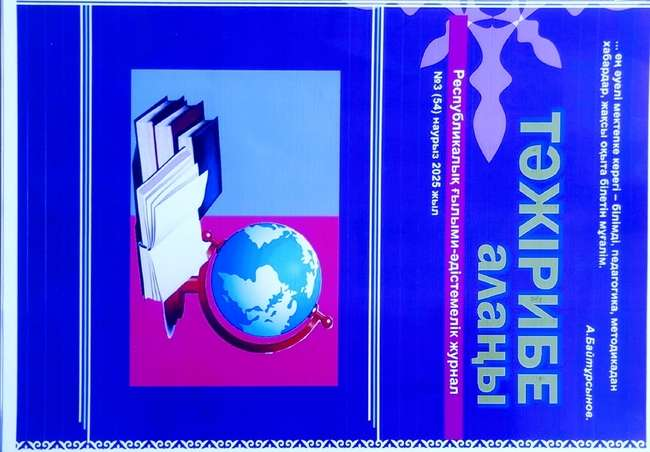 ... ең әуелі мектепке керегі – білімді, педагогика, методикадан
хабардар, жақсы оқыта білетін мұғалім.
А.Байтұрсынов.
ТӘЖІРИБЕ
алаңы
Республикалық ғылыми-әдістемелік журнал
№3 (54) наурыз 2025 жыл